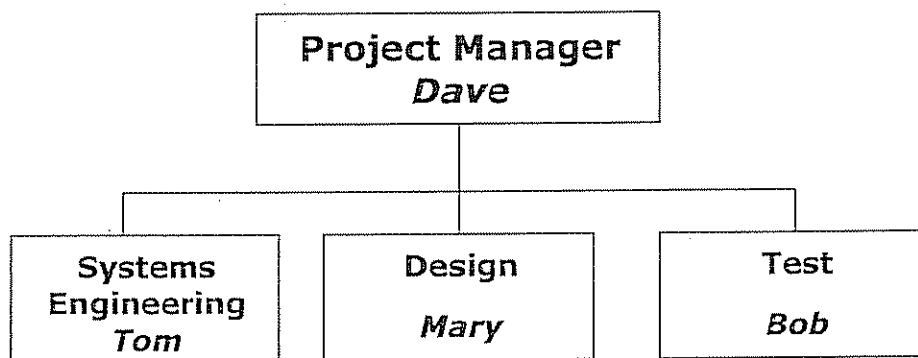 Project Manager
Dave
Systems
Engineering
Tom
Design
Mary
Test
Bob